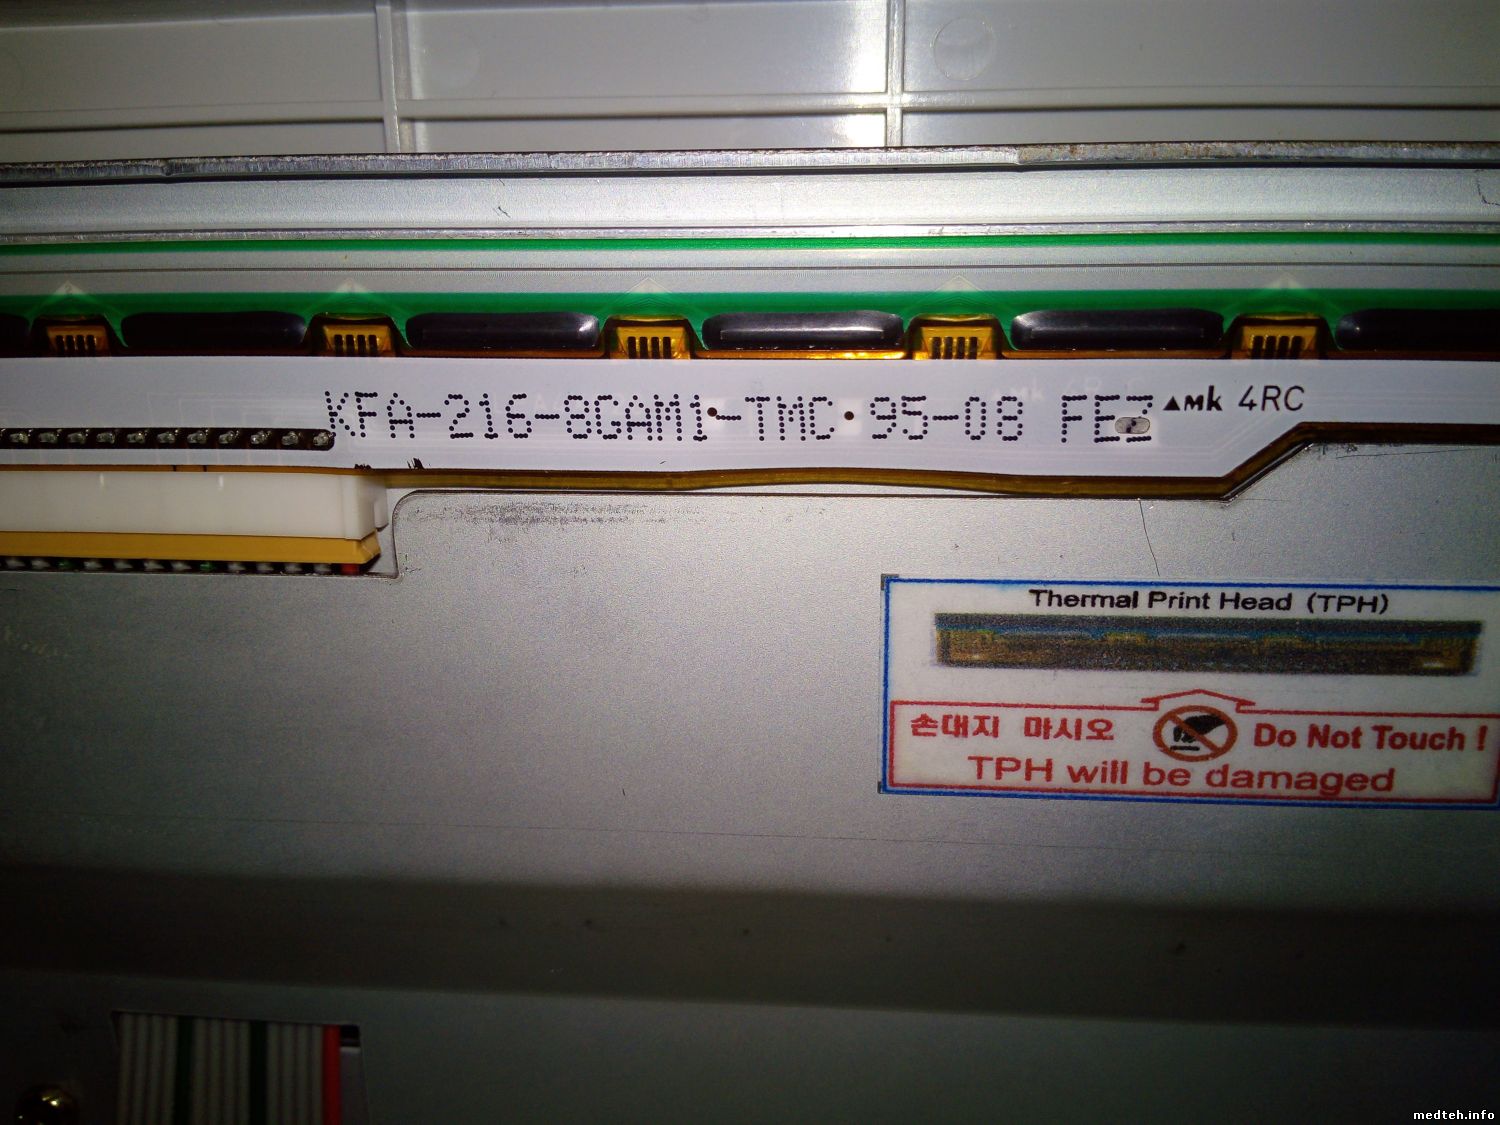 KFA-216-8GAM1-TMC 95-08 FEZ ▲MK 4RC
Thermal Print Head (TPH)
손대지 마시오 Do Not Touch !
TPH will be damaged
medteh.info